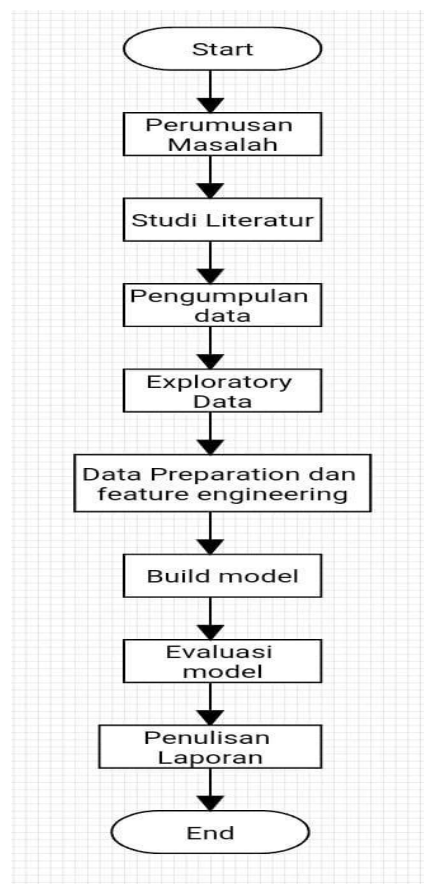 Start
Perumusan
Masalah
Studi Literatur
Pengumpulan
data
Exploratory
Data
Data Preparation dan
feature engineering
Build model
Evaluasi
model
Penulisan
Laporan
End